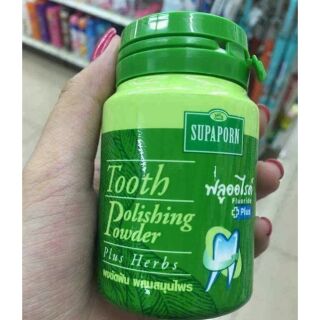 SUPAPORN
Tooth
Polishing
Powder
Plus Herbs
ผงขัดฟัน ผสมสมุนไพร
ฟลูออไรด์
Fluoride
Plus